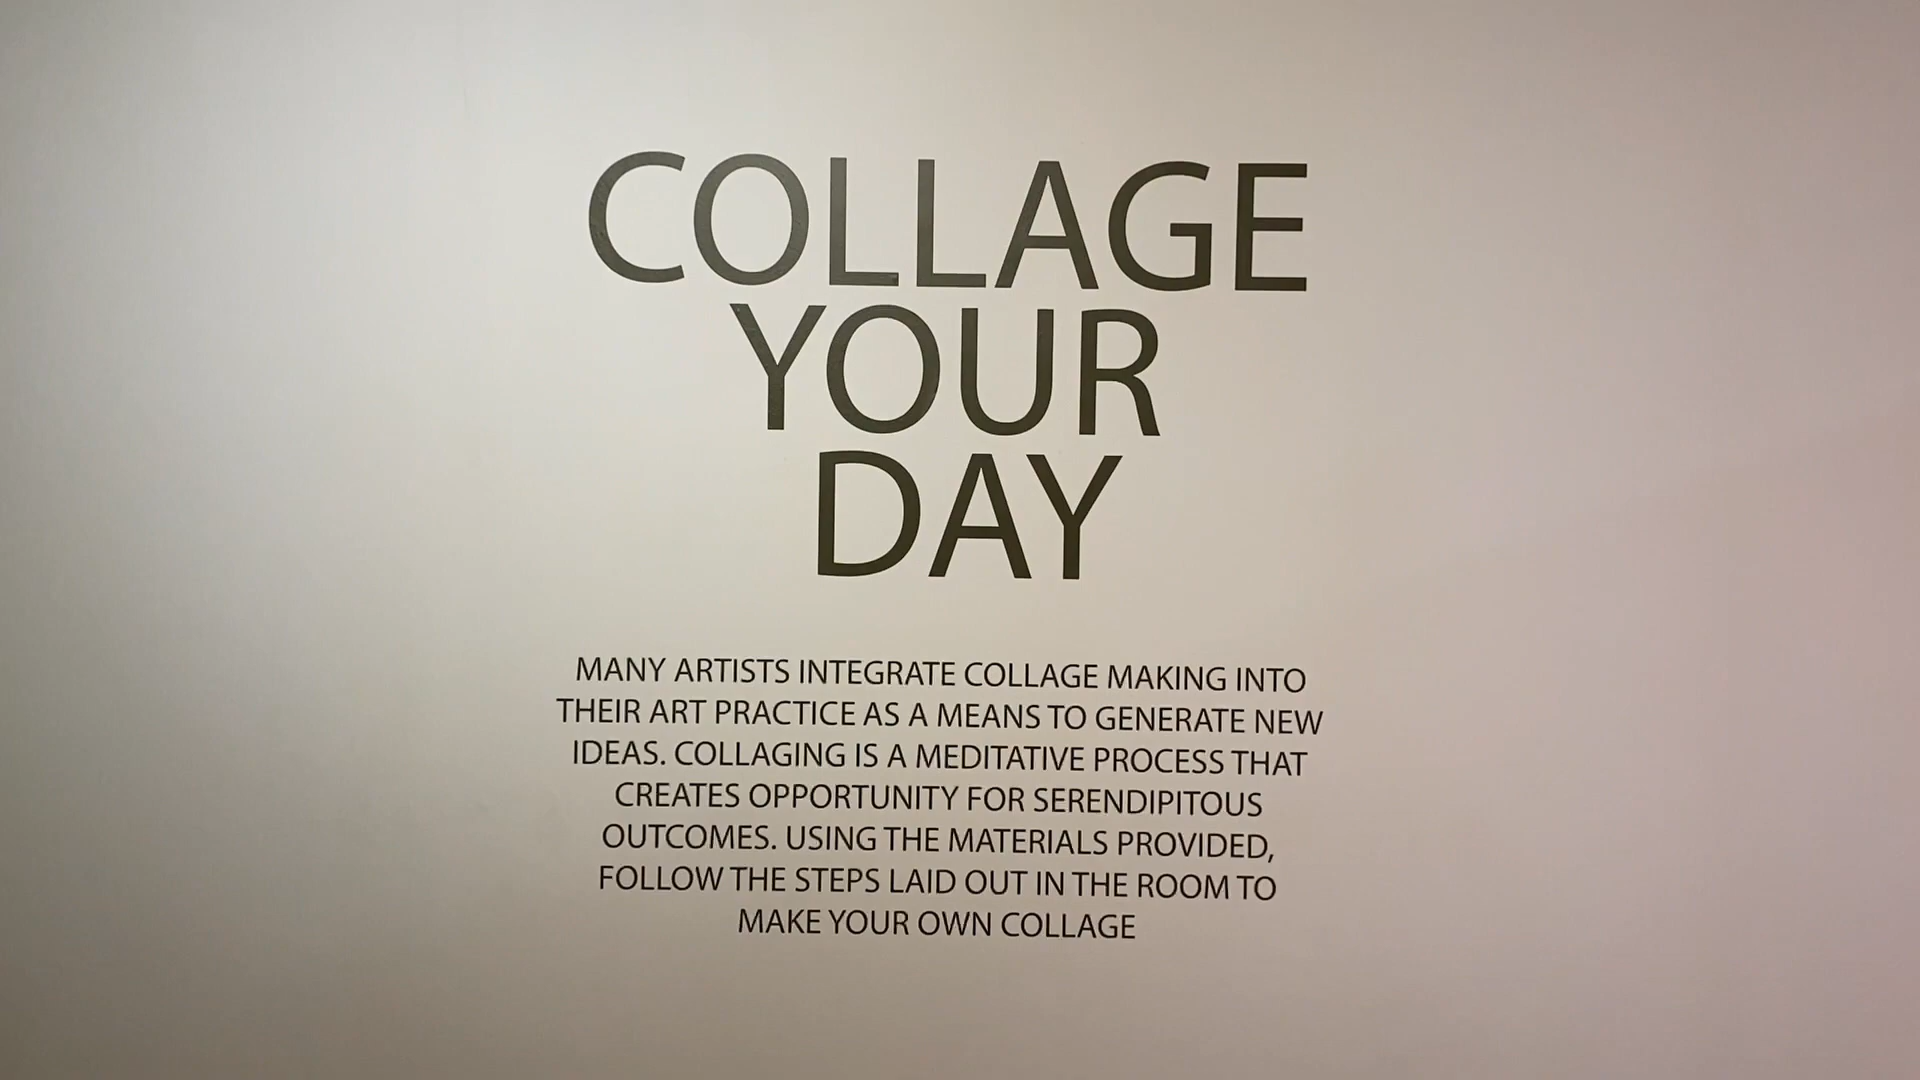 COLLAGE
YOUR
DAY
MANY ARTISTS INTEGRATE COLLAGE MAKING INTO
THEIR ART PRACTICE AS A MEANS TO GENERATE NEW
IDEAS. COLLAGING IS A MEDITATIVE PROCESS THAT
CREATES OPPORTUNITY FOR SERENDIPITOUS
OUTCOMES. USING THE MATERIALS PROVIDED,
FOLLOW THE STEPS LAID OUT IN THE ROOM TO
MAKE YOUR OWN COLLAGE